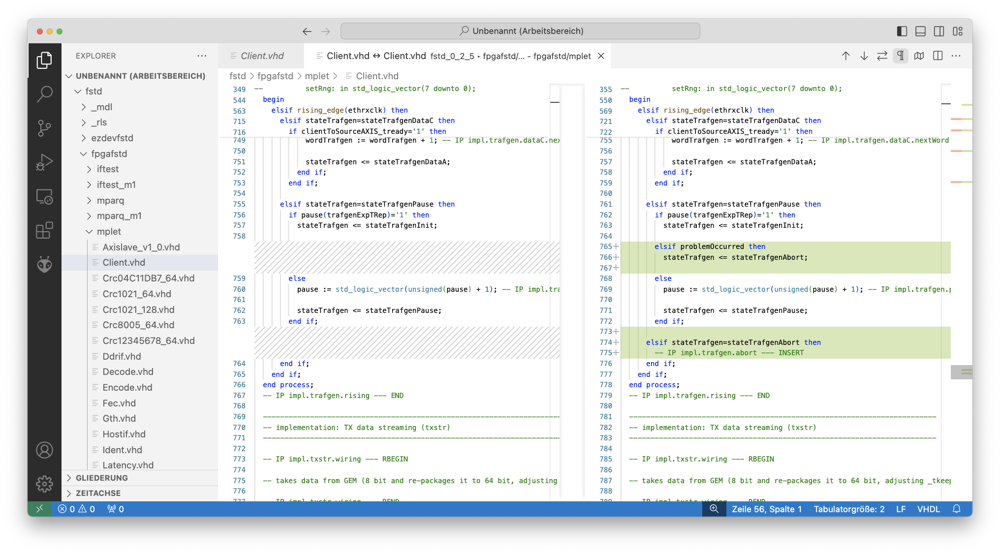 Unbenannt (Arbeitsbereich)
EXPLORER
UNBENANNT (ARBEITSBEREICH)
fstd
_mdl
_rls
ezdevfstd
fpgafstd
iftest
iftest_m1
mparq
mparq_m1
mplet
Axislave_v1_0.vhd
Client.vhd
Crc04C11DB7_64.vhd
Crc1021_64.vhd
Crc1021_128.vhd
Crc8005_64.vhd
Crc12345678_64.vhd
Ddrif.vhd
Decode.vhd
Encode.vhd
Fec.vhd
Gth.vhd
Hostif.vhd
Ident.vhd
Latency.vhd
GLIEDERUNG
ZEITACHSE
Client.vhd
Client.vhd ↔ Client.vhd fstd_0_2_5 • fpgafstd/... - fpgafstd/mplet
fstd > fpgafstd > mplet > Client.vhd
349 -- setRng: in std_logic_vector(7 downto 0);
544 begin
563 elsif rising_edge(ethrxclk) then
715 elsif stateTrafgen=stateTrafgenDataC then
716 if clientToSourceAXIS_tready='1' then
749 wordTrafgen := wordTrafgen + 1; -- IP impl.trafgen.dataC.nex
750
751 stateTrafgen <= stateTrafgenDataA;
752 end if;
753 end if;
754
755 elsif stateTrafgen=stateTrafgenPause then
756 if pause(trafgenExpTRep)='1' then
757 stateTrafgen <= stateTrafgenInit;
758
759 else
760 pause := std_logic_vector(unsigned(pause) + 1); -- IP impl.tra
761
762 stateTrafgen <= stateTrafgenPause;
763 end if;
764 end if;
765 end if;
766 end process;
767 -- IP impl.trafgen.rising --- END
768
769 ------------------------------------------------------------------------
770 -- implementation: TX data streaming (txstr)
771 ------------------------------------------------------------------------
772
773 -- IP impl.txstr.wiring --- RBEGIN
774
775 -- takes data from GEM (8 bit and re-packages it to 64 bit, adjusting
776
777 -- IP impl.txstr.wiring --- REND
355 -- setRng: in std_logic_vector(7 downto 0);
550 begin
569 elsif rising_edge(ethrxclk) then
721 elsif stateTrafgen=stateTrafgenDataC then
722 if clientToSourceAXIS_tready='1' then
755 wordTrafgen := wordTrafgen + 1; -- IP impl.trafgen.dataC.nextWord
756
757 stateTrafgen <= stateTrafgenDataA;
758 end if;
759 end if;
760
761 elsif stateTrafgen=stateTrafgenPause then
762 if pause(trafgenExpTRep)='1' then
763 stateTrafgen <= stateTrafgenInit;
764
765+ elsif problemOccurred then
766+ stateTrafgen <= stateTrafgenAbort;
767+
768 else
769 pause := std_logic_vector(unsigned(pause) + 1); -- IP impl.trafgen.p
770
771 stateTrafgen <= stateTrafgenPause;
772 end if;
773+
774+ elsif stateTrafgen=stateTrafgenAbort then
775+ -- IP impl.trafgen.abort --- INSERT
776 end if;
777 end if;
778 end process;
779 -- IP impl.trafgen.rising --- END
780
781 ------------------------------------------------------------------------
782 -- implementation: TX data streaming (txstr)
783 ------------------------------------------------------------------------
784
785 -- IP impl.txstr.wiring --- RBEGIN
786
787 -- takes data from GEM (8 bit and re-packages it to 64 bit, adjusting _tkeep
788
789 -- IP impl.txstr.wiring --- REND
0 0 0
Zeile 56, Spalte 1 Tabulatorgröße: 2 LF VHDL